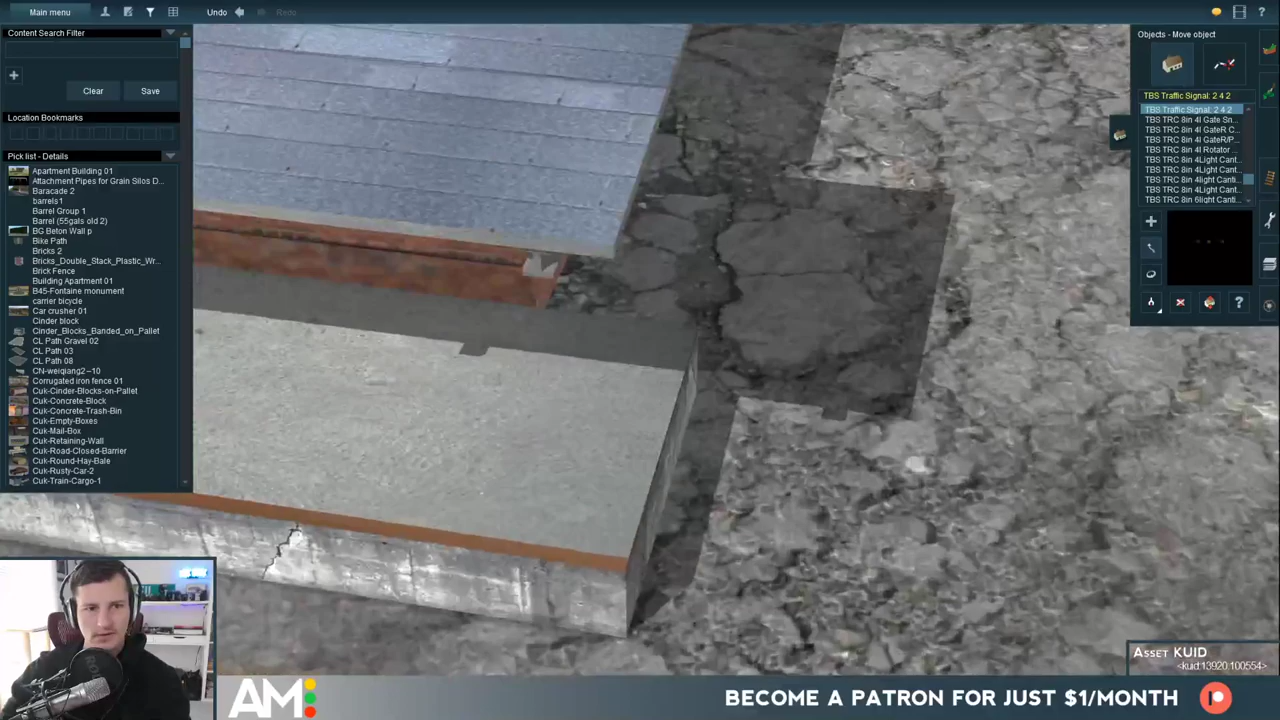 Main menu
Undo
Redo
Content Search Filter
Clear
Save
Location Bookmarks
Pick list - Details
Apartment Building 01
Attachment Pipes for Grain Silos D...
Baracade 2
barrels1
Barrel Group 1
Barrel (55gals old 2)
BG Beton Wall p
Bike Path
Bricks 2
Bricks_Double_Stack_Plastic_Wr...
Brick Fence
Building Apartment 01
B45-Fontaine monument
carrier bicycle
Car crusher 01
Cinder block
Cinder_Blocks_Banded_on_Pallet
CL Path Gravel 02
CL Path 03
CL Path 08
CN-weiqiang2--10
Corrugated iron fence 01
Cuk-Cinder-Blocks-on-Pallet
Cuk-Concrete-Block
Cuk-Concrete-Trash-Bin
Cuk-Empty-Boxes
Cuk-Mail-Box
Cuk-Retaining-Wall
Cuk-Road-Closed-Barrier
Cuk-Round-Hay-Bale
Cuk-Rusty-Car-2
Cuk-Train-Cargo-1
Objects - Move object
TBS Traffic Signal: 2 4 2
TBS Traffic Signal: 2 4 2
TBS TRC 8in 4l Gate Sn...
TBS TRC 8in 4l GateR C...
TBS TRC 8in 4l GateR/P...
TBS TRC 8in 4l Rotator ...
TBS TRC 8in 4Light Cant...
TBS TRC 8in 4Light Cant...
TBS TRC 8in 4light Canti...
TBS TRC 8in 4Light Cant...
TBS TRC 8in 6light Canti...
ASSET KUID
<kuid:13920:100554>
AM
BECOME A PATRON FOR JUST $1/MONTH